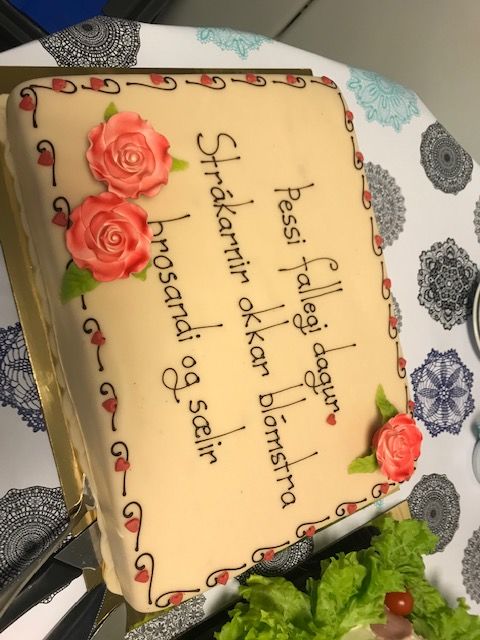 Þessi fallegi dagur
Strákarnir okkar blómstra
brosandi og sælir